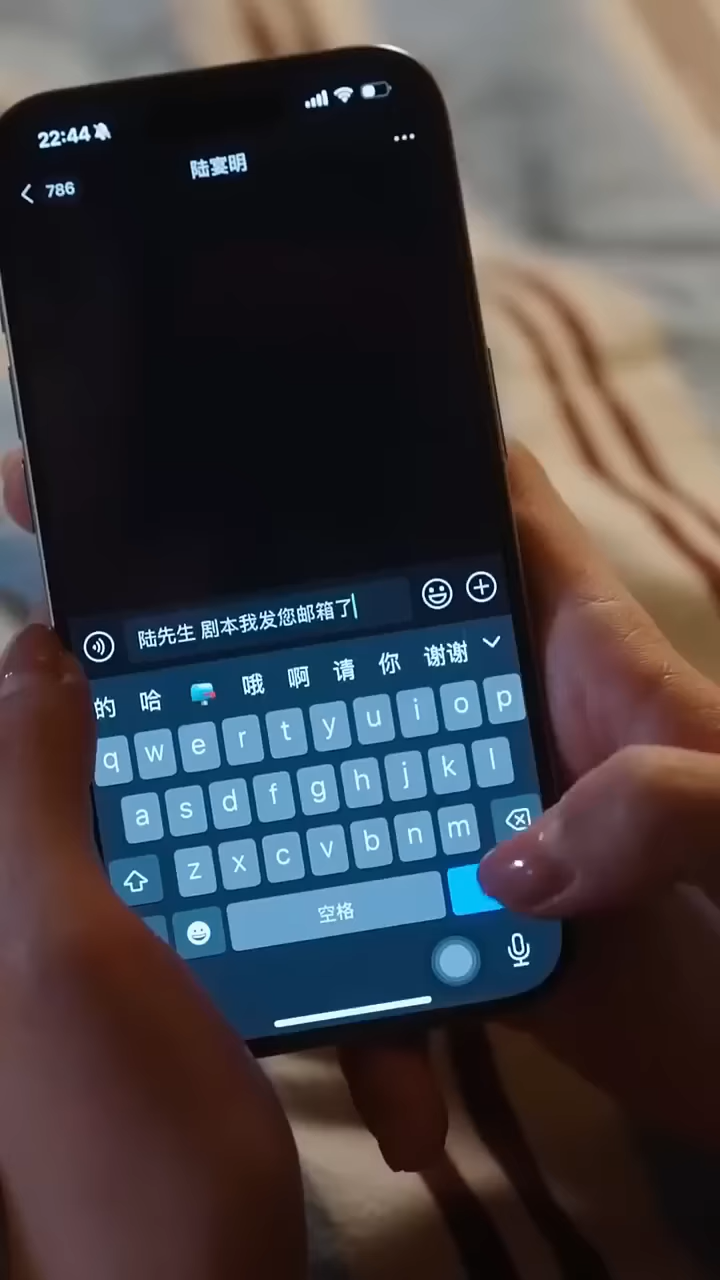 22:44
陆宴明
786
陆先生 剧本我发您邮箱了
的 哈 哦 啊 请 你 谢谢
q w e r t y u i o p
a s d f g h j k l
z x c v b n m
空格